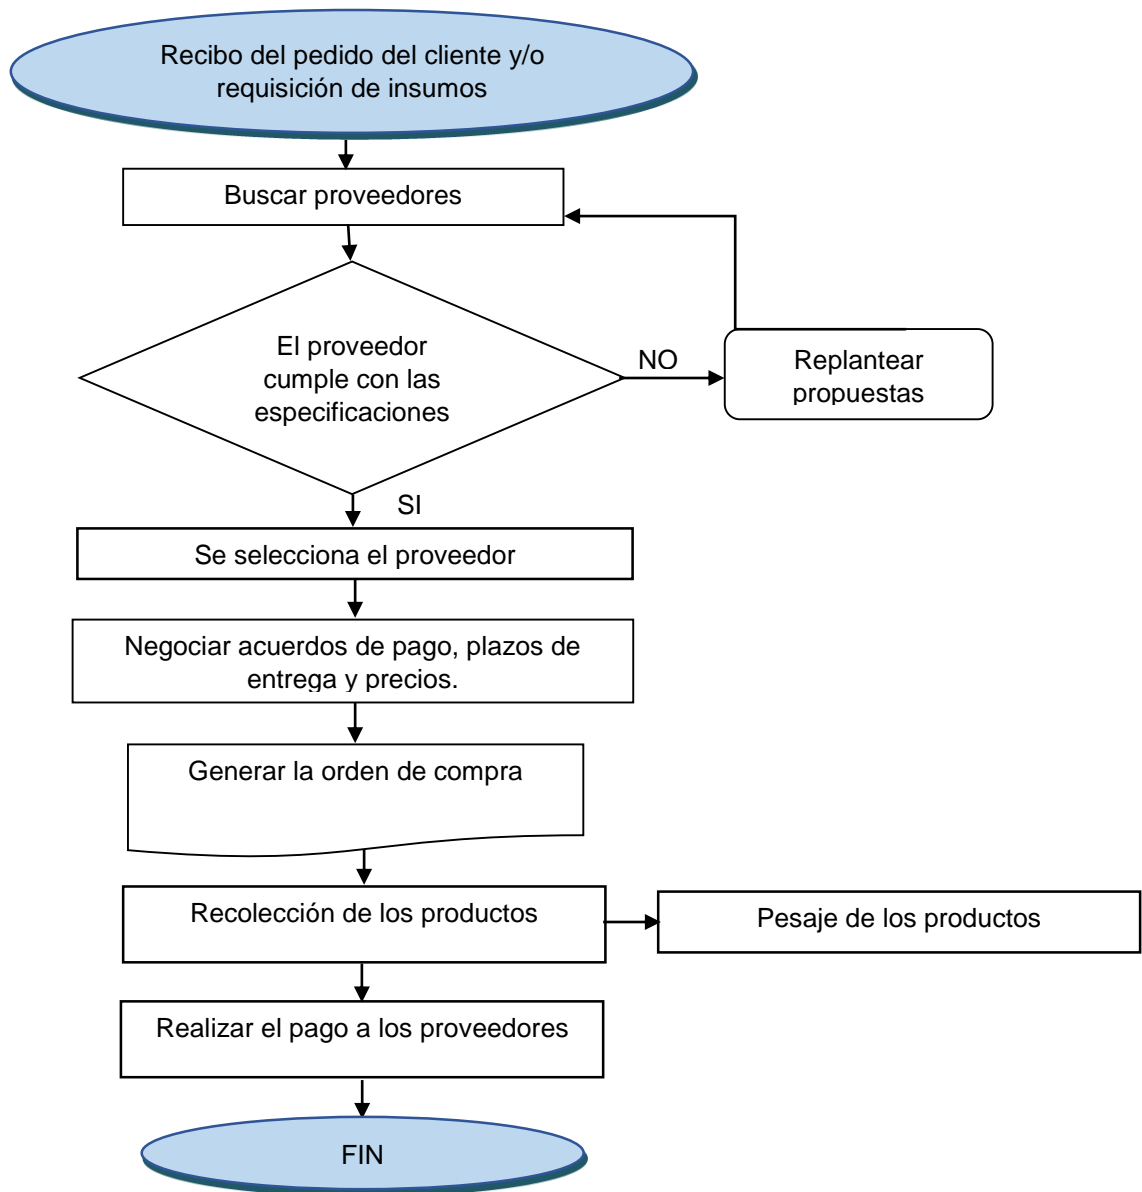 Recibo del pedido del cliente y/o
requisición de insumos
Buscar proveedores
El proveedor
cumple con las
especificaciones
NO
Replantear
propuestas
SI
Se selecciona el proveedor
Negociar acuerdos de pago, plazos de
entrega y precios.
Generar la orden de compra
Recolección de los productos
Pesaje de los productos
Realizar el pago a los proveedores
FIN